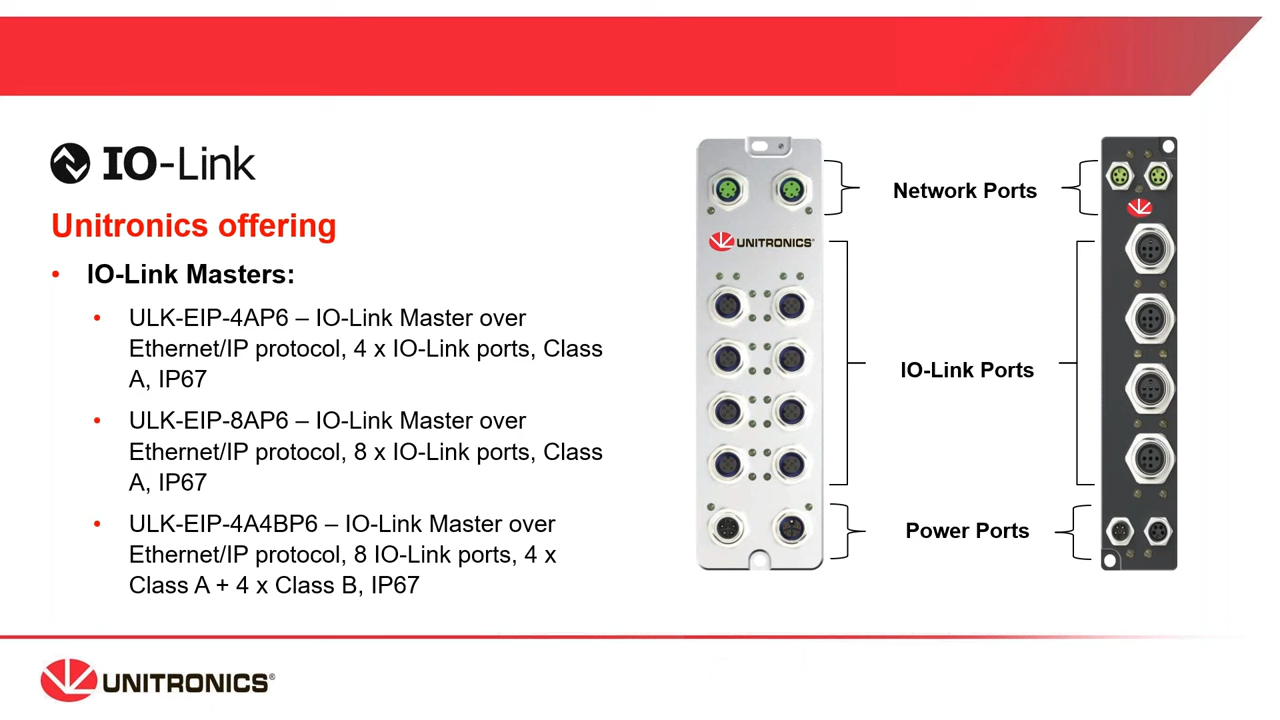 IO-Link
Unitronics offering
• IO-Link Masters:
• ULK-EIP-4AP6 – IO-Link Master over
Ethernet/IP protocol, 4 x IO-Link ports, Class
A, IP67
• ULK-EIP-8AP6 – IO-Link Master over
Ethernet/IP protocol, 8 x IO-Link ports, Class
A, IP67
• ULK-EIP-4A4BP6 – IO-Link Master over
Ethernet/IP protocol, 8 IO-Link ports, 4 x
Class A + 4 x Class B, IP67
UNITRONICS®
Network Ports
IO-Link Ports
Power Ports
UNITRONICS®